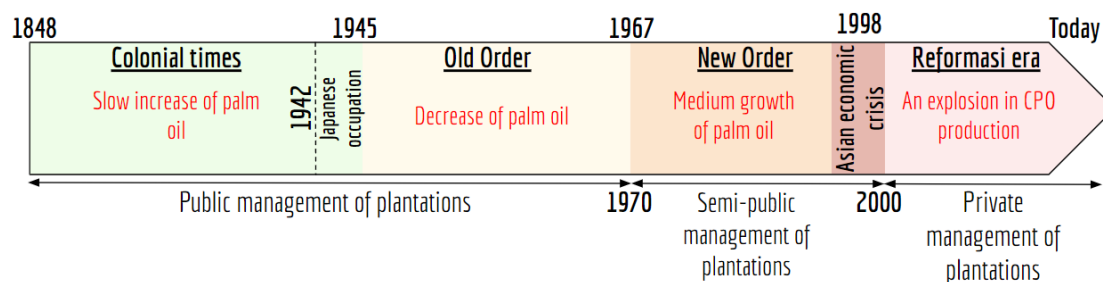 1848 1945 1967 1998 Today
Colonial times
Slow increase of palm
oil
1942
Japanese
occupation
Old Order
Decrease of palm oil
New Order
Medium growth
of palm oil
Asian economic
crisis
Reformasi era
An explosion in CPO
production
Public management of plantations
1970
Semi-public
management of
plantations
2000
Private
management of
plantations